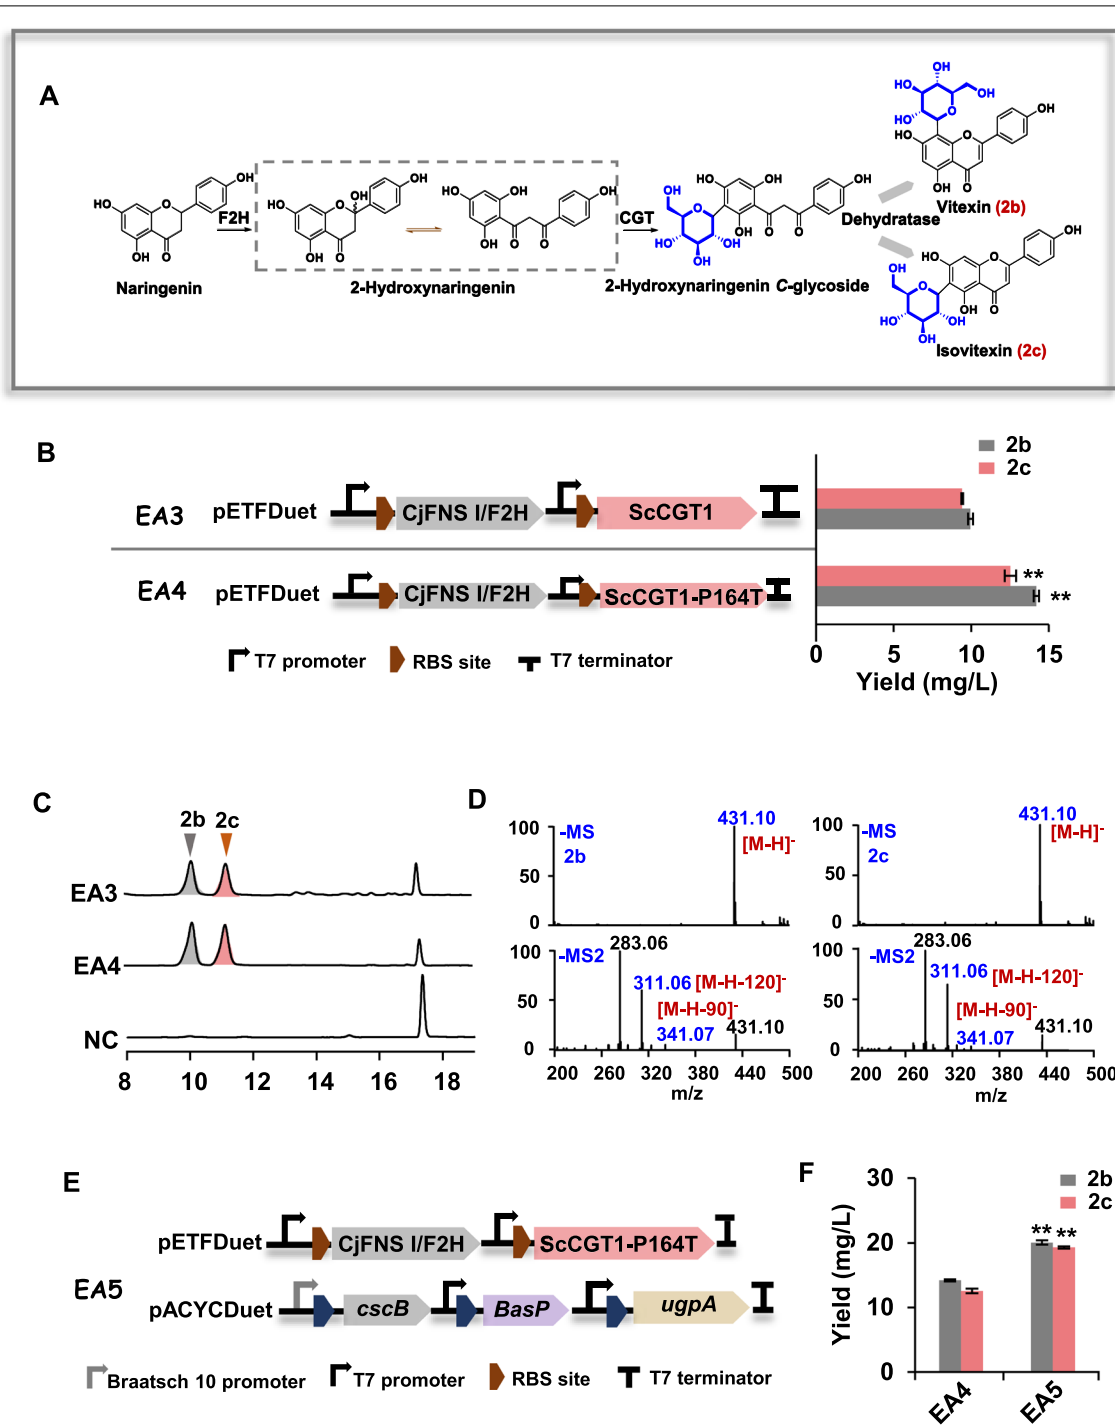 A
OH
HO
OH
HO
OH
HO
O
O
HO
OH
OH
O
Vitexin (2b)
OH
HO
O
OH
O
Naringenin
F2H
OH
OH
HO
O
OH
O
HO
OH
OH
O
O
OH
2-Hydroxynaringenin
CGT
HO
OH
OH
OH
O
HO
OH
OH
OH
O
O
2-Hydroxynaringenin C-glycoside
Dehydratase
OH
HO
O
OH
O
HO
OH
OH
O
OH
Isovitexin (2c)
B
2b
2c
EA3
pETFDuet
CjFNS I/F2H
ScCGT1
EA4
pETFDuet
CjFNS I/F2H
ScCGT1-P164T
**
**
T7 promoter
RBS site
T7 terminator
0
5
10
15
Yield (mg/L)
C
2b
2c
EA3
EA4
NC
8
10
12
14
16
18
D
100
50
0
-MS
2b
431.10
[M-H]-
100
50
0
-MS
2c
431.10
[M-H]-
100
50
0
-MS2
283.06
311.06 [M-H-120]-
[M-H-90]-
341.07
431.10
200
260
320
380
440
500
m/z
100
50
0
-MS2
283.06
311.06 [M-H-120]-
[M-H-90]-
341.07
431.10
200
260
320
380
440
500
m/z
E
pETFDuet
CjFNS I/F2H
ScCGT1-P164T
EA5
pACYCDuet
cscB
BasP
ugpA
Braatsch 10 promoter
T7 promoter
RBS site
T7 terminator
F
2b
2c
30
20
10
0
Yield (mg/L)
**
**
EA4
EA5